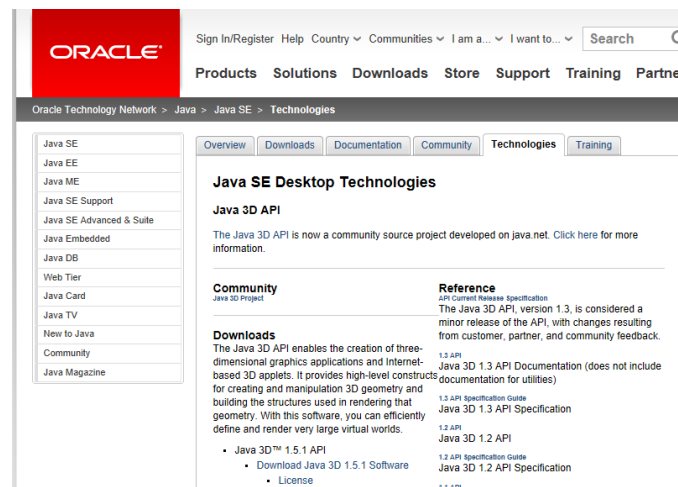 ORACLE
Sign In/Register Help Country Communities I am a... I want to... Search
Products Solutions Downloads Store Support Training Partne
Oracle Technology Network > Java > Java SE > Technologies
Java SE
Java EE
Java ME
Java SE Support
Java SE Advanced & Suite
Java Embedded
Java DB
Web Tier
Java Card
Java TV
New to Java
Community
Java Magazine
Overview Downloads Documentation Community Technologies Training
Java SE Desktop Technologies
Java 3D API
The Java 3D API is now a community source project developed on java.net. Click here for more
information.
Community
Java 3D Project
Downloads
The Java 3D API enables the creation of three-
dimensional graphics applications and Internet-
based 3D applets. It provides high-level constructs
for creating and manipulation 3D geometry and
building the structures used in rendering that
geometry. With this software, you can efficiently
define and render very large virtual worlds.
Java 3D™ 1.5.1 API
Download Java 3D 1.5.1 Software
License
Reference
API Current Release Specification
The Java 3D API, version 1.3, is considered a
minor release of the API, with changes resulting
from customer, partner, and community feedback.
1.3 API
Java 3D 1.3 API Documentation (does not include
documentation for utilities)
1.3 API Specification Guide
Java 3D 1.3 API Specification
1.2 API
Java 3D 1.2 API
1.2 API Specification Guide
Java 3D 1.2 API Specification